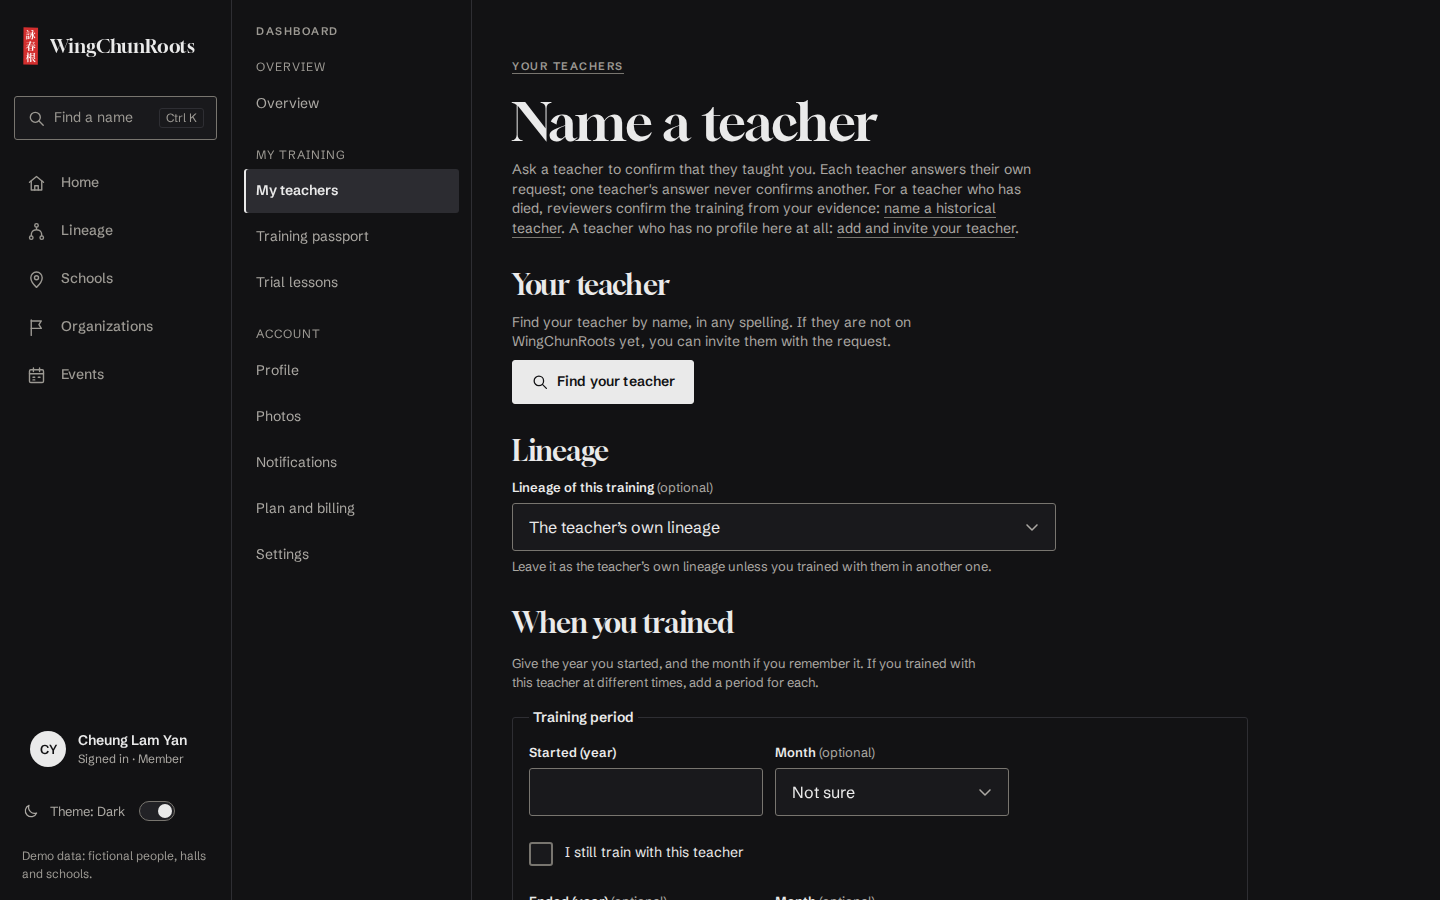 詠春根
WingChunRoots
Find a name
Ctrl K
Home
Lineage
Schools
Organizations
Events
CY
Cheung Lam Yan
Signed in · Member
Theme: Dark
Demo data: fictional people, halls
and schools.
DASHBOARD
OVERVIEW
Overview
MY TRAINING
My teachers
Training passport
Trial lessons
ACCOUNT
Profile
Photos
Notifications
Plan and billing
Settings
YOUR TEACHERS
Name a teacher
Ask a teacher to confirm that they taught you. Each teacher answers their own
request; one teacher's answer never confirms another. For a teacher who has
died, reviewers confirm the training from your evidence: name a historical
teacher. A teacher who has no profile here at all: add and invite your teacher.
Your teacher
Find your teacher by name, in any spelling. If they are not on
WingChunRoots yet, you can invite them with the request.
Find your teacher
Lineage
Lineage of this training (optional)
The teacher’s own lineage
Leave it as the teacher’s own lineage unless you trained with them in another one.
When you trained
Give the year you started, and the month if you remember it. If you trained with
this teacher at different times, add a period for each.
Training period
Started (year)
Month (optional)
Not sure
I still train with this teacher
Ended (year) (optional)
Month (optional)